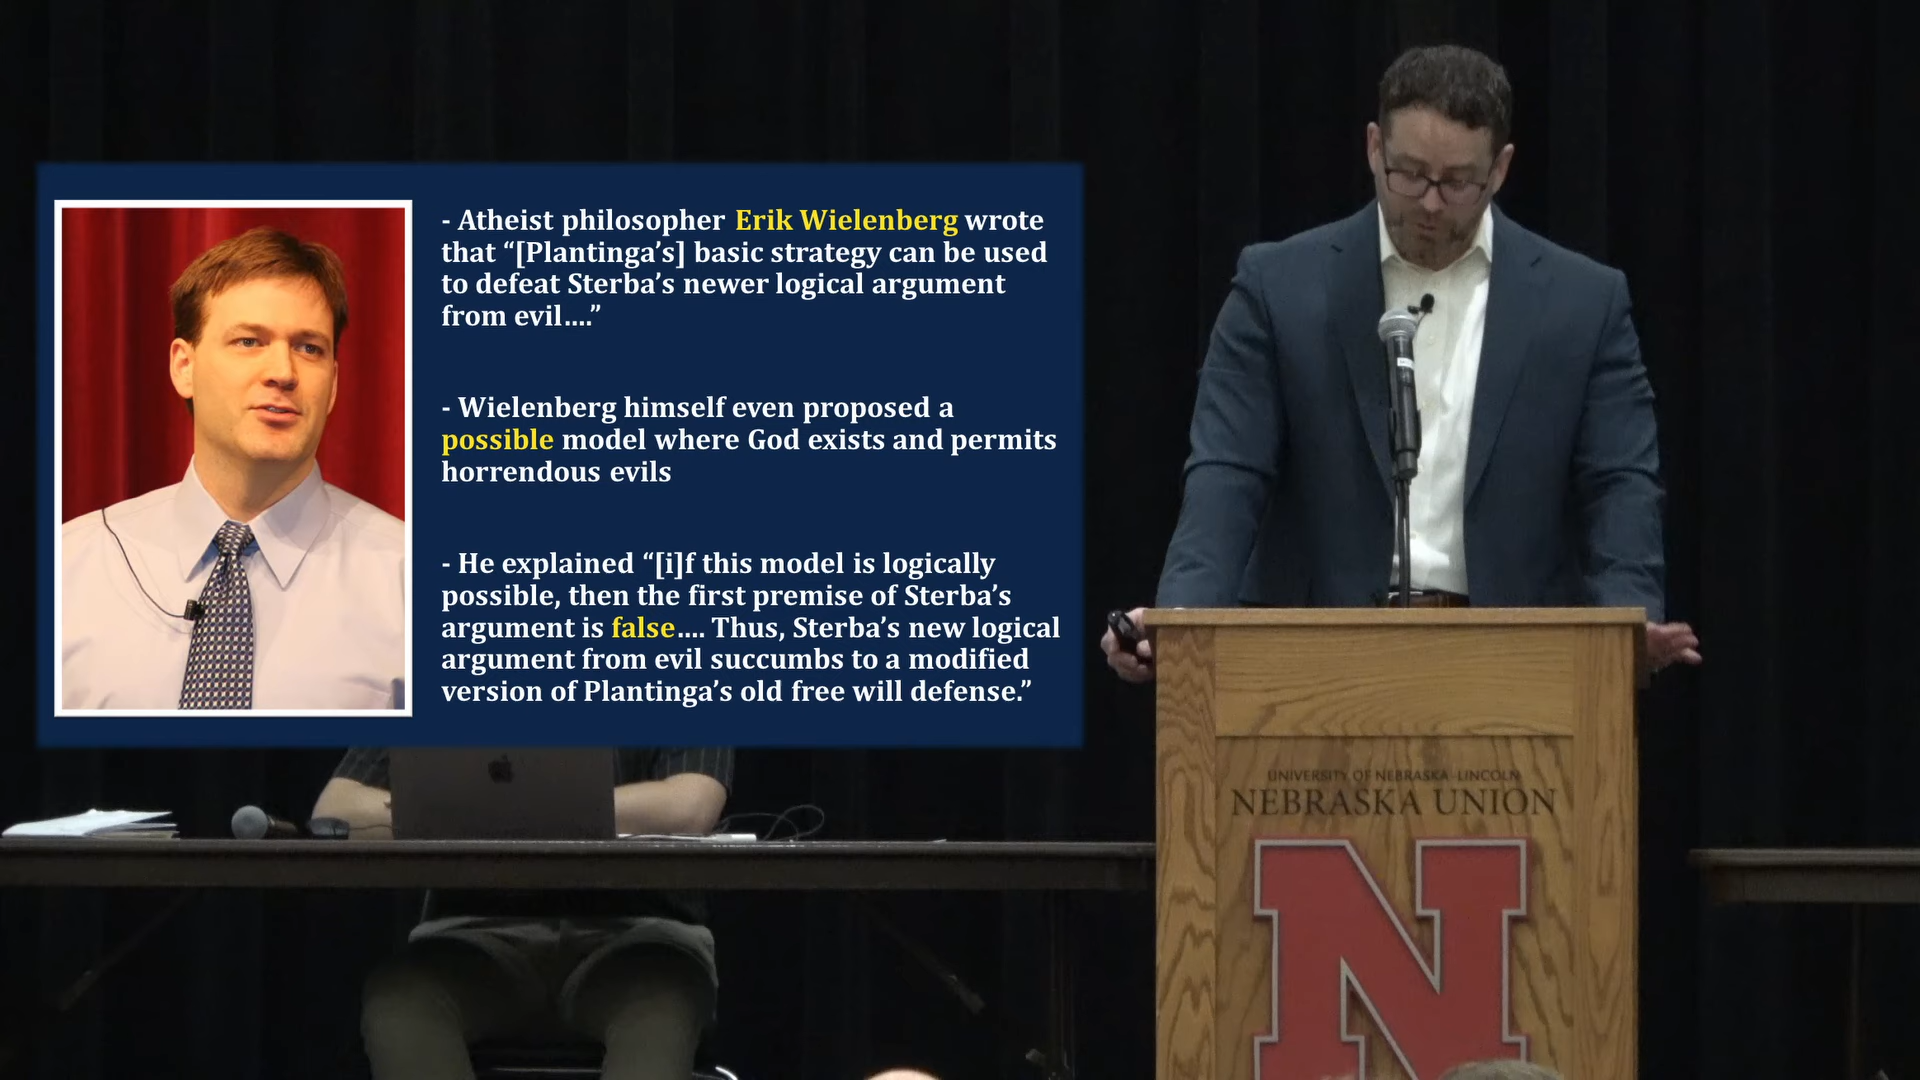 - Atheist philosopher Erik Wielenberg wrote
that “[Plantinga’s] basic strategy can be used
to defeat Sterba’s newer logical argument
from evil....”
- Wielenberg himself even proposed a
possible model where God exists and permits
horrendous evils
- He explained “[i]f this model is logically
possible, then the first premise of Sterba’s
argument is false.... Thus, Sterba’s new logical
argument from evil succumbs to a modified
version of Plantinga’s old free will defense.”
UNIVERSITY OF NEBRASKA–LINCOLN
NEBRASKA UNION
N